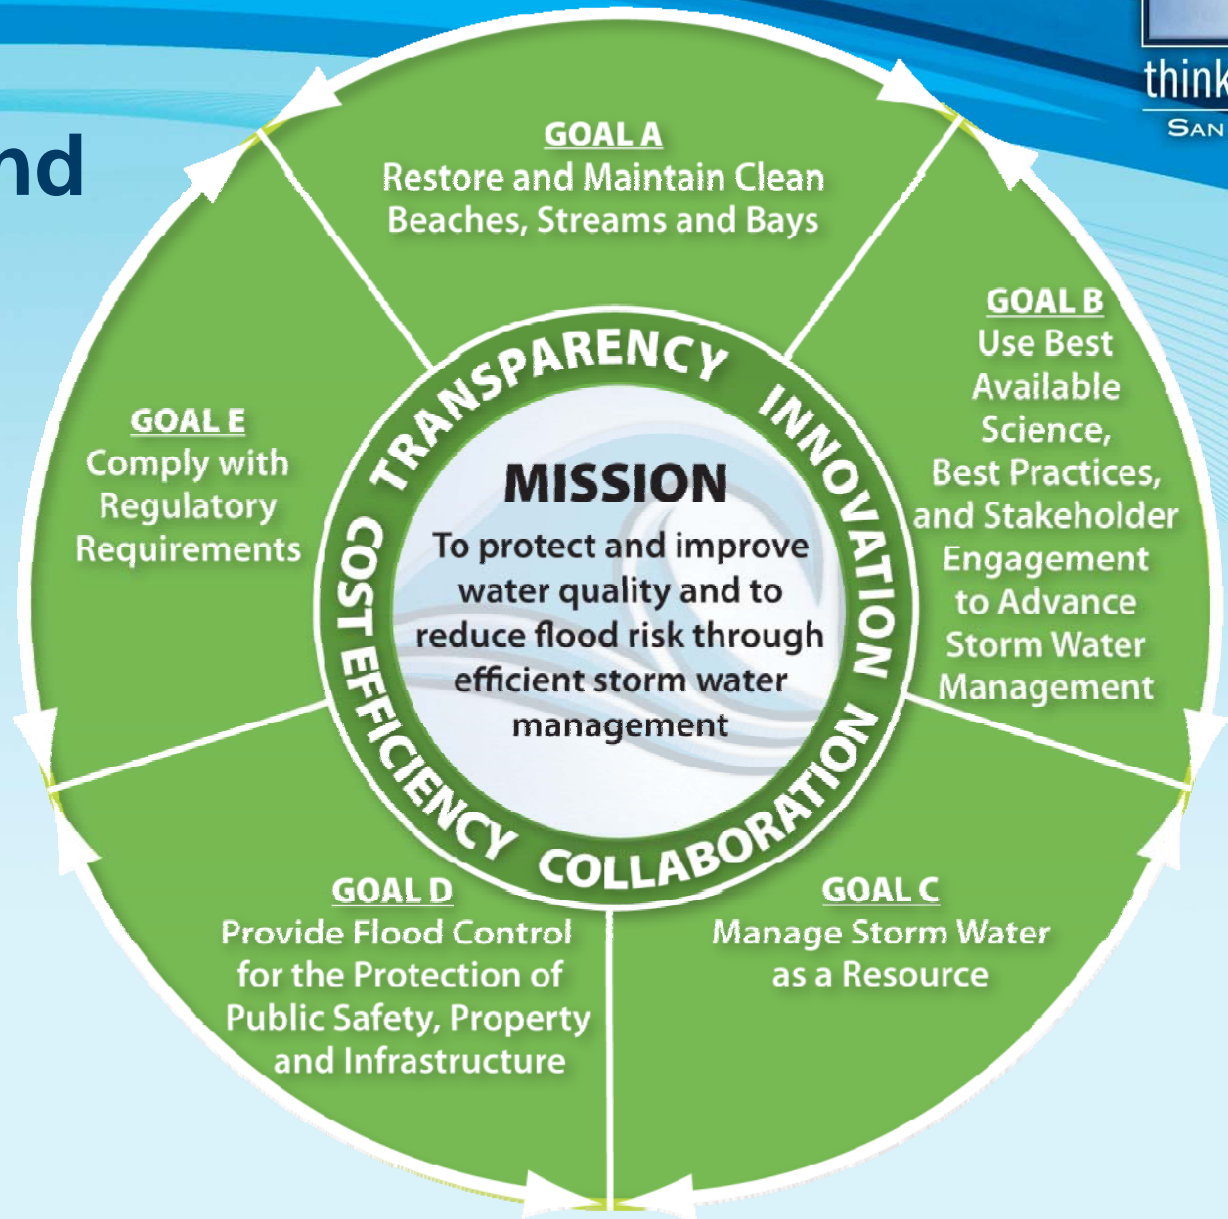 nd
think
SAN
GOAL A
Restore and Maintain Clean
Beaches, Streams and Bays
GOAL B
Use Best
Available
Science,
Best Practices,
and Stakeholder
Engagement
to Advance
Storm Water
Management
GOAL C
Manage Storm Water
as a Resource
GOAL D
Provide Flood Control
for the Protection of
Public Safety, Property
and Infrastructure
GOAL E
Comply with
Regulatory
Requirements
TRANSPARENCY
INNOVATION
COLLABORATION
COST EFFICIENCY
MISSION
To protect and improve
water quality and to
reduce flood risk through
efficient storm water
management